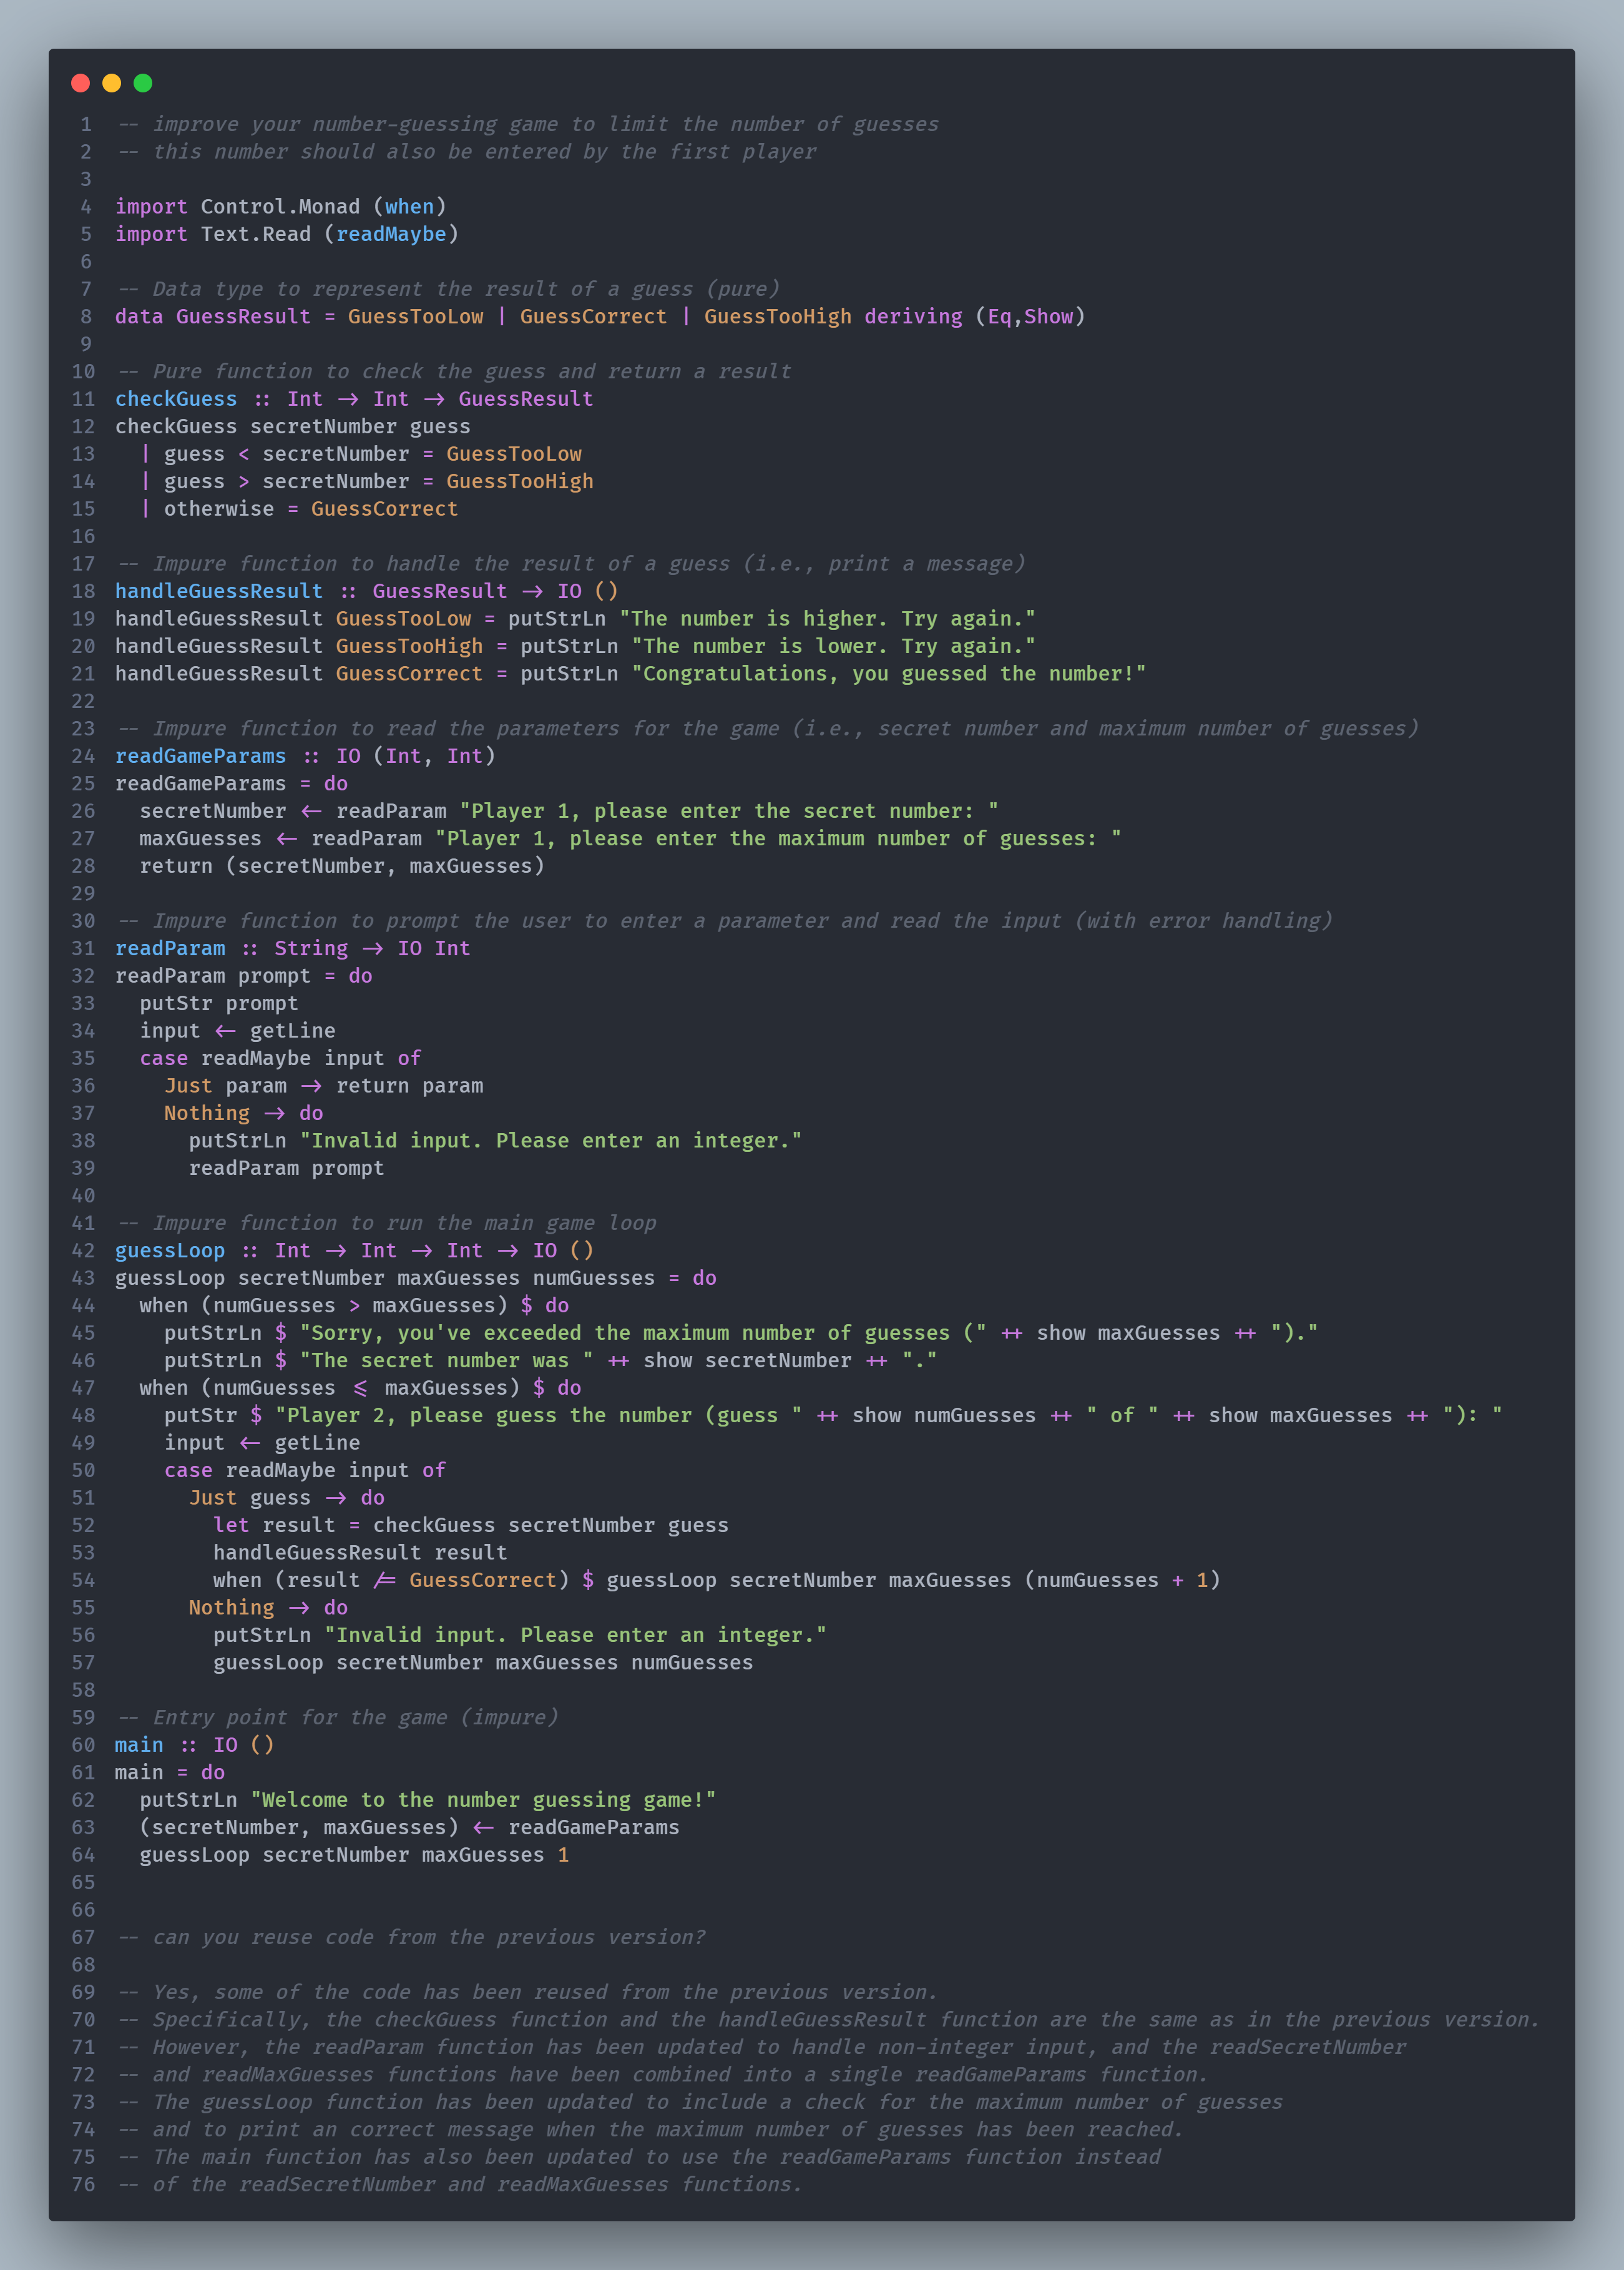 1 -- improve your number-guessing game to limit the number of guesses
2 -- this number should also be entered by the first player
3
4 import Control.Monad (when)
5 import Text.Read (readMaybe)
6
7 -- Data type to represent the result of a guess (pure)
8 data GuessResult = GuessTooLow | GuessCorrect | GuessTooHigh deriving (Eq,Show)
9
10 -- Pure function to check the guess and return a result
11 checkGuess :: Int -> Int -> GuessResult
12 checkGuess secretNumber guess
13   | guess < secretNumber = GuessTooLow
14   | guess > secretNumber = GuessTooHigh
15   | otherwise = GuessCorrect
16
17 -- Impure function to handle the result of a guess (i.e., print a message)
18 handleGuessResult :: GuessResult -> IO ()
19 handleGuessResult GuessTooLow = putStrLn "The number is higher. Try again."
20 handleGuessResult GuessTooHigh = putStrLn "The number is lower. Try again."
21 handleGuessResult GuessCorrect = putStrLn "Congratulations, you guessed the number!"
22
23 -- Impure function to read the parameters for the game (i.e., secret number and maximum number of guesses)
24 readGameParams :: IO (Int, Int)
25 readGameParams = do
26   secretNumber <- readParam "Player 1, please enter the secret number: "
27   maxGuesses <- readParam "Player 1, please enter the maximum number of guesses: "
28   return (secretNumber, maxGuesses)
29
30 -- Impure function to prompt the user to enter a parameter and read the input (with error handling)
31 readParam :: String -> IO Int
32 readParam prompt = do
33   putStr prompt
34   input <- getLine
35   case readMaybe input of
36     Just param -> return param
37     Nothing -> do
38       putStrLn "Invalid input. Please enter an integer."
39       readParam prompt
40
41 -- Impure function to run the main game loop
42 guessLoop :: Int -> Int -> Int -> IO ()
43 guessLoop secretNumber maxGuesses numGuesses = do
44   when (numGuesses > maxGuesses) $ do
45     putStrLn $ "Sorry, you've exceeded the maximum number of guesses (" ++ show maxGuesses ++ ")."
46     putStrLn $ "The secret number was " ++ show secretNumber ++ "."
47   when (numGuesses <= maxGuesses) $ do
48     putStr $ "Player 2, please guess the number (guess " ++ show numGuesses ++ " of " ++ show maxGuesses ++ "): "
49     input <- getLine
50     case readMaybe input of
51       Just guess -> do
52         let result = checkGuess secretNumber guess
53         handleGuessResult result
54         when (result /= GuessCorrect) $ guessLoop secretNumber maxGuesses (numGuesses + 1)
55       Nothing -> do
56         putStrLn "Invalid input. Please enter an integer."
57         guessLoop secretNumber maxGuesses numGuesses
58
59 -- Entry point for the game (impure)
60 main :: IO ()
61 main = do
62   putStrLn "Welcome to the number guessing game!"
63   (secretNumber, maxGuesses) <- readGameParams
64   guessLoop secretNumber maxGuesses 1
65
66
67 -- can you reuse code from the previous version?
68
69 -- Yes, some of the code has been reused from the previous version.
70 -- Specifically, the checkGuess function and the handleGuessResult function are the same as in the previous version.
71 -- However, the readParam function has been updated to handle non-integer input, and the readSecretNumber
72 -- and readMaxGuesses functions have been combined into a single readGameParams function.
73 -- The guessLoop function has been updated to include a check for the maximum number of guesses
74 -- and to print an correct message when the maximum number of guesses has been reached.
75 -- The main function has also been updated to use the readGameParams function instead
76 -- of the readSecretNumber and readMaxGuesses functions.